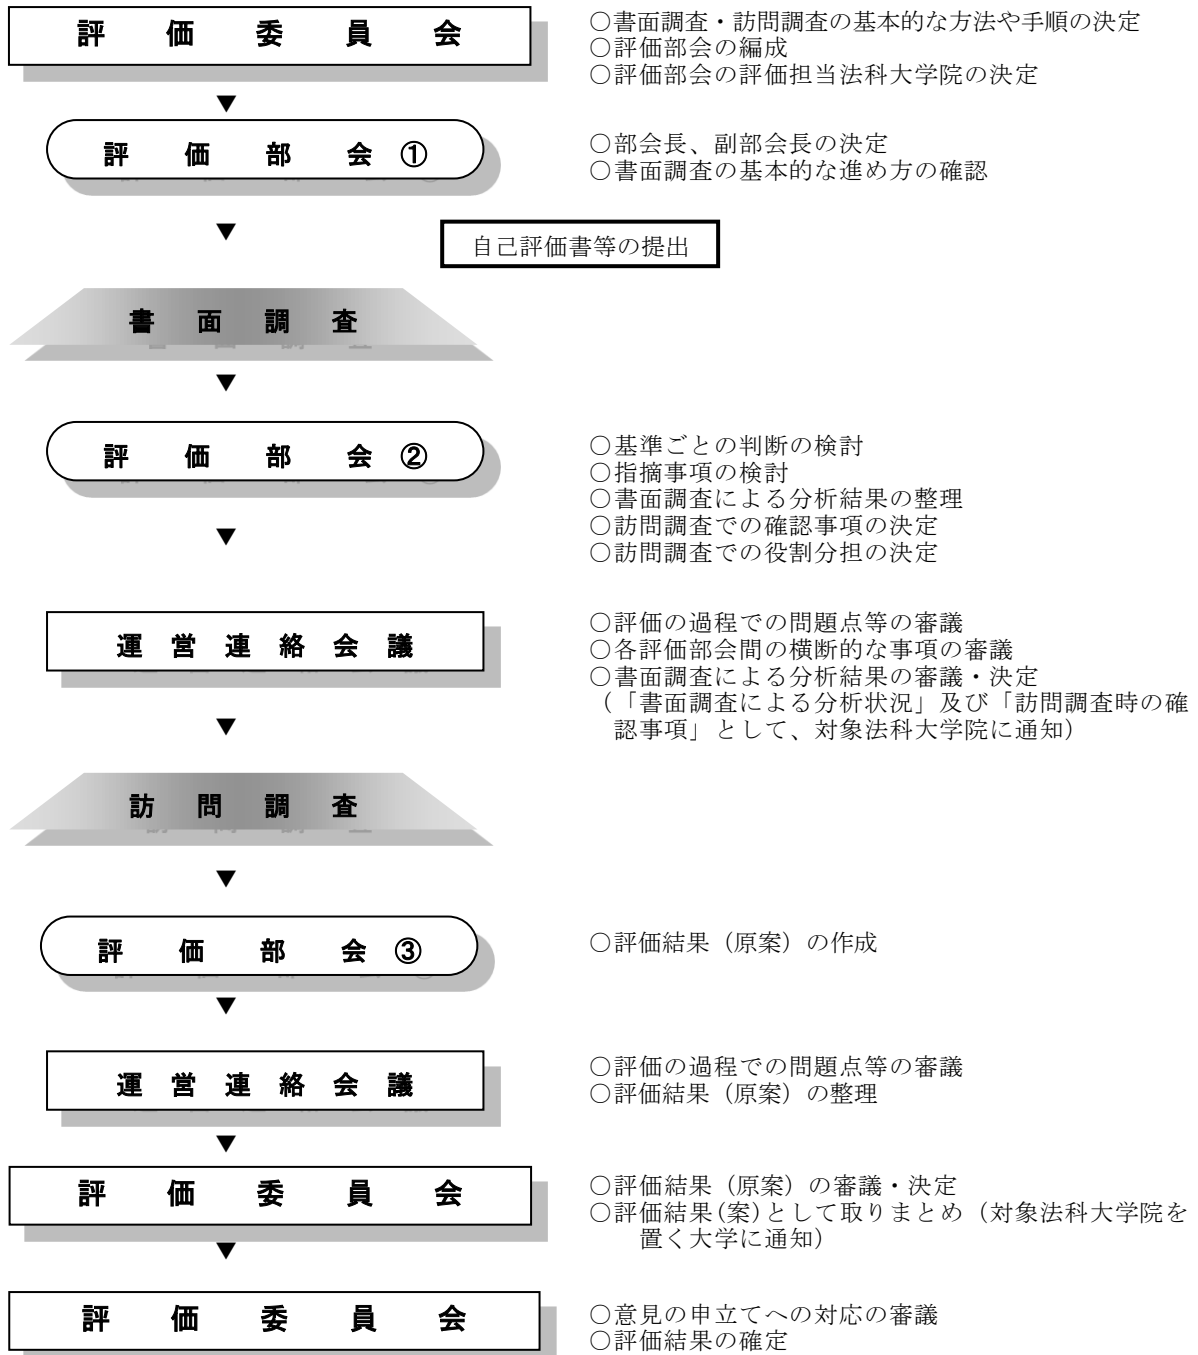 評価委員会
○書面調査・訪問調査の基本的な方法や手順の決定
○評価部会の編成
○評価部会の評価担当法科大学院の決定
▼
評価部会①
○部会長、副部会長の決定
○書面調査の基本的な進め方の確認
▼
自己評価書等の提出
書面調査
▼
評価部会②
○基準ごとの判断の検討
○指摘事項の検討
○書面調査による分析結果の整理
○訪問調査での確認事項の決定
○訪問調査での役割分担の決定
▼
運営連絡会議
○評価の過程での問題点等の審議
○各評価部会間の横断的な事項の審議
○書面調査による分析結果の審議・決定
(「書面調査による分析状況」及び「訪問調査時の確
認事項」として、対象法科大学院に通知)
▼
訪問調査
▼
評価部会③
○評価結果（原案）の作成
▼
運営連絡会議
○評価の過程での問題点等の審議
○評価結果（原案）の整理
▼
評価委員会
○評価結果（原案）の審議・決定
○評価結果(案)として取りまとめ（対象法科大学院を
置く大学に通知）
▼
評価委員会
○意見の申立てへの対応の審議
○評価結果の確定